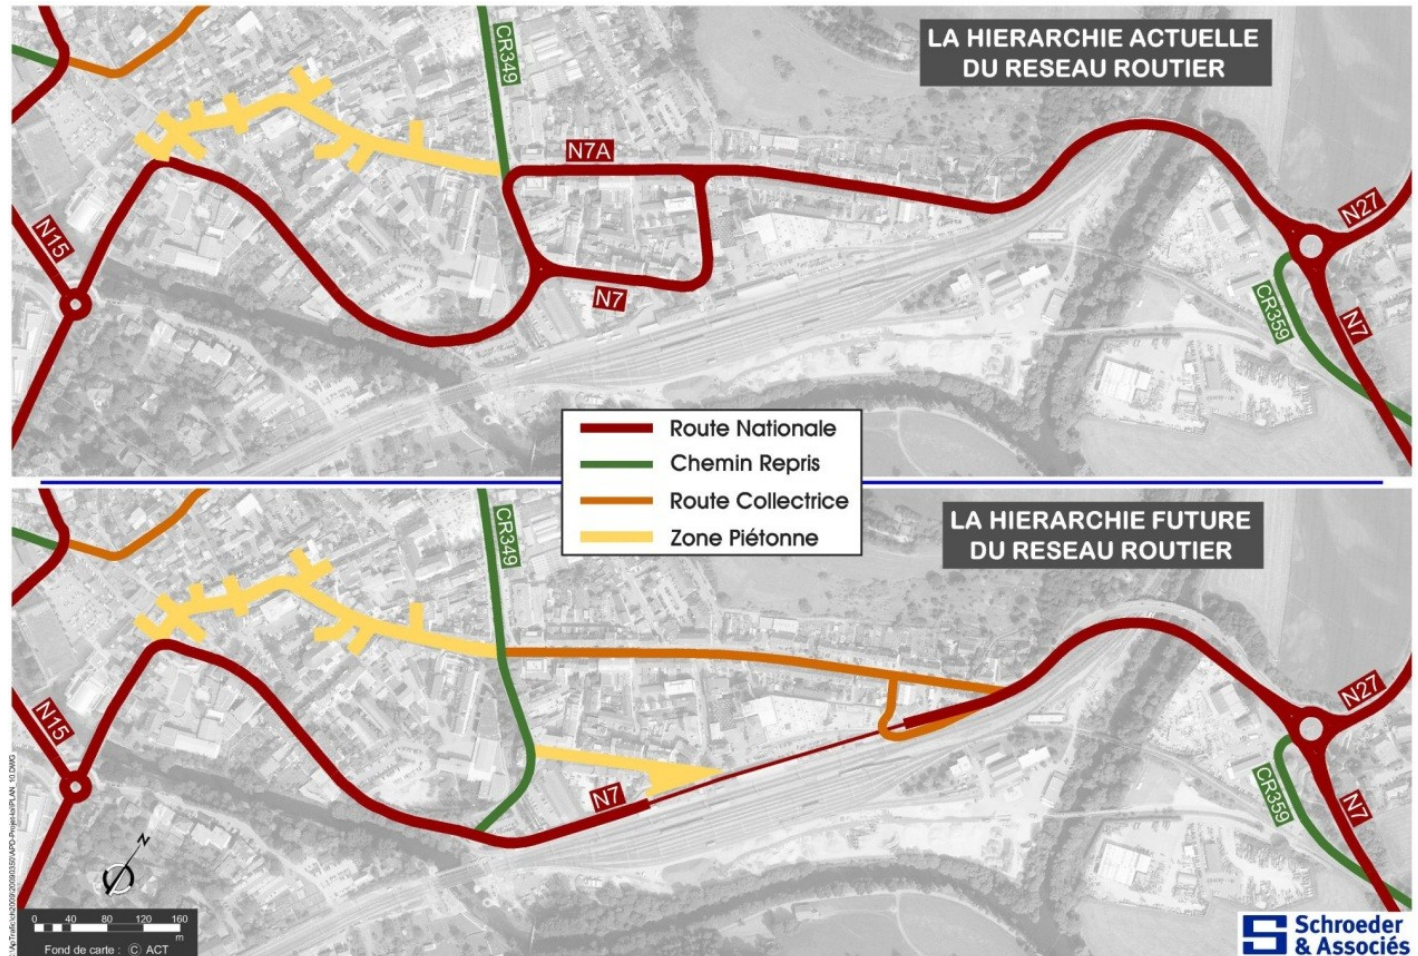 LA HIERARCHIE ACTUELLE
DU RESEAU ROUTIER
CR349
N7A
N15
N7
N27
CR359
N7
Route Nationale
Chemin Repris
Route Collectrice
Zone Piétonne
LA HIERARCHIE FUTURE
DU RESEAU ROUTIER
CR349
N15
N7
N27
CR359
N7
N
0 40 80 120 160
m
Fond de carte : © ACT
Schroeder
& Associés